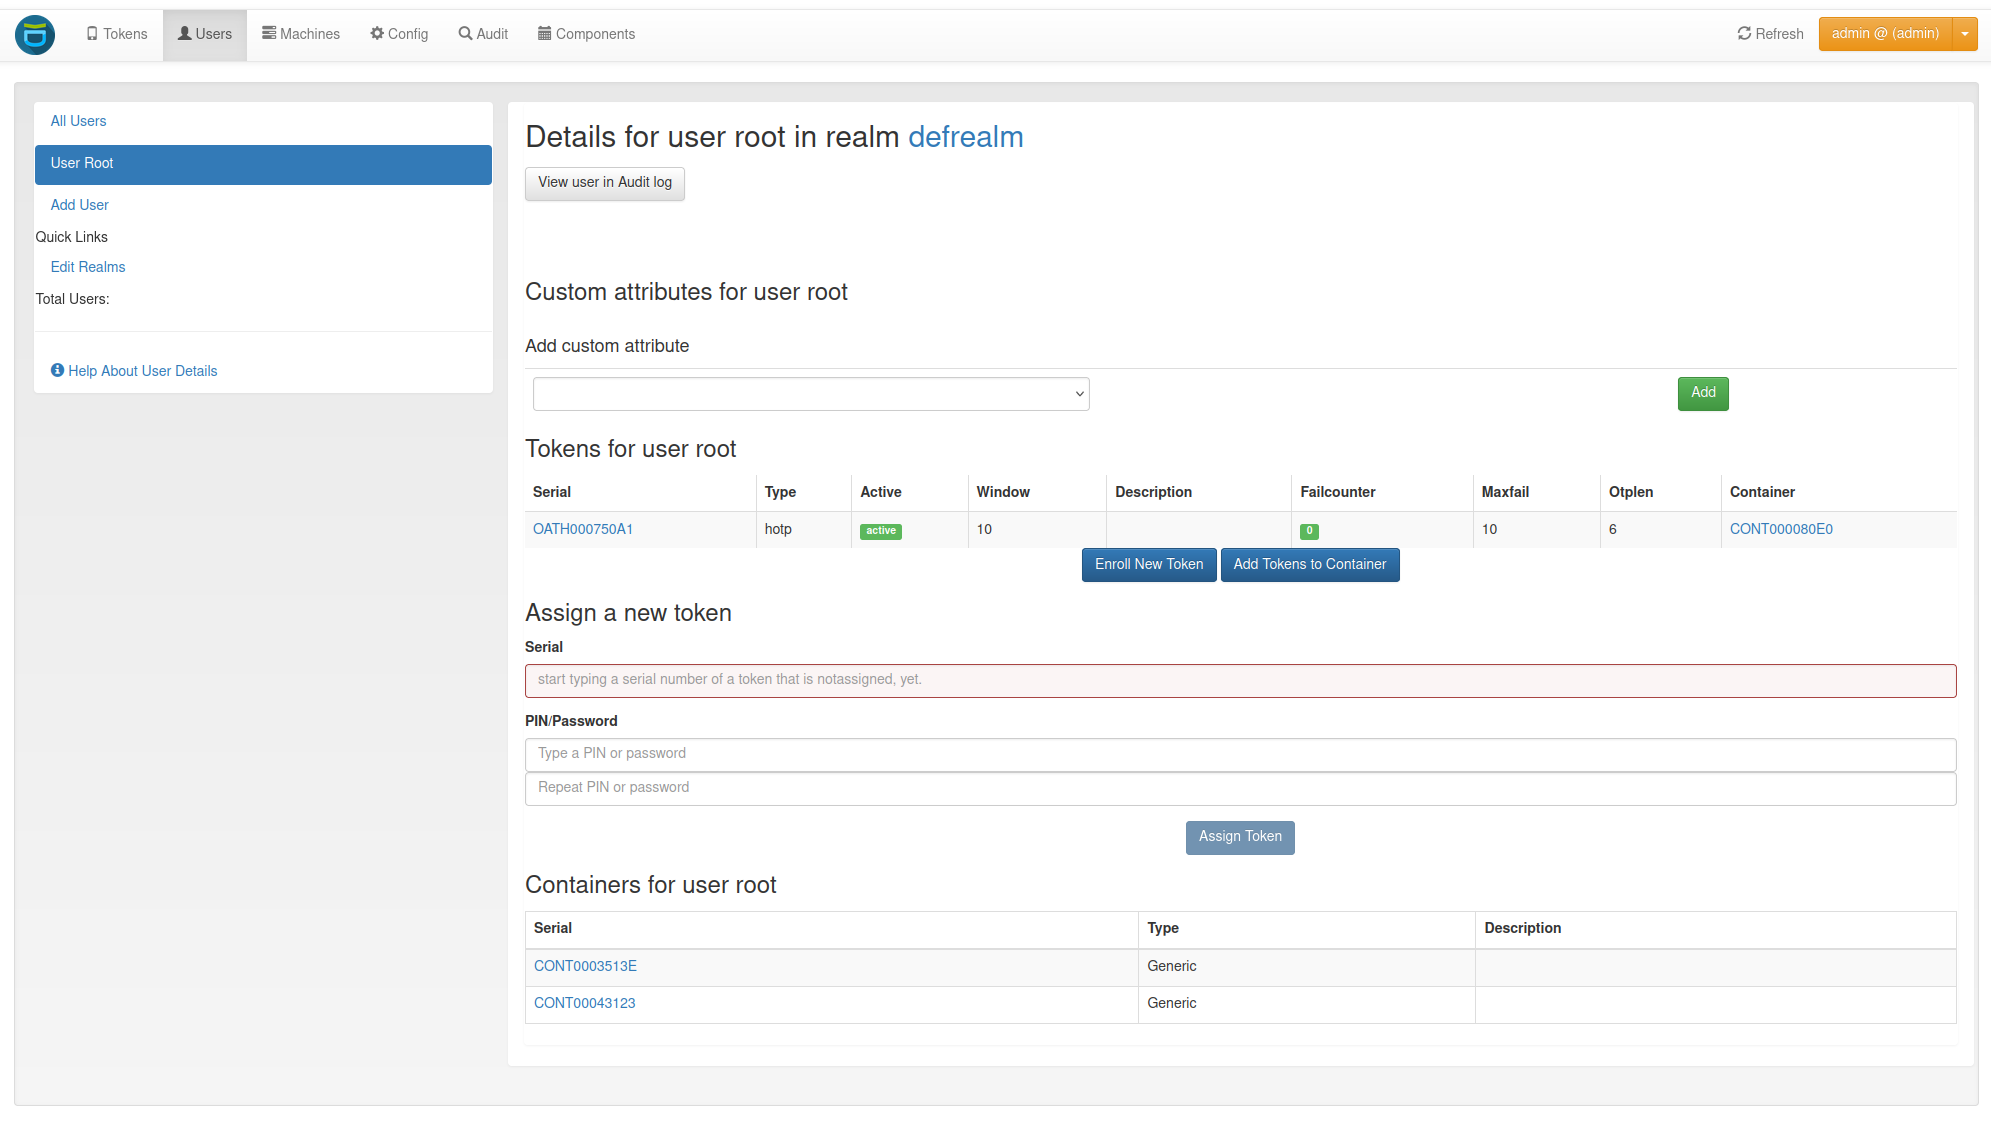 Tokens Users Machines Config Audit Components Refresh admin @ (admin)
All Users
User Root
Add User
Quick Links
Edit Realms
Total Users:
Help About User Details
Details for user root in realm defrealm
View user in Audit log
Custom attributes for user root
Add custom attribute
Add
Tokens for user root
Serial Type Active Window Description Failcounter Maxfail Otplen Container
OATH000750A1 hotp active 10 0 10 6 CONT000080E0
Enroll New Token Add Tokens to Container
Assign a new token
Serial
start typing a serial number of a token that is notassigned, yet.
PIN/Password
Type a PIN or password
Repeat PIN or password
Assign Token
Containers for user root
Serial Type Description
CONT0003513E Generic
CONT00043123 Generic